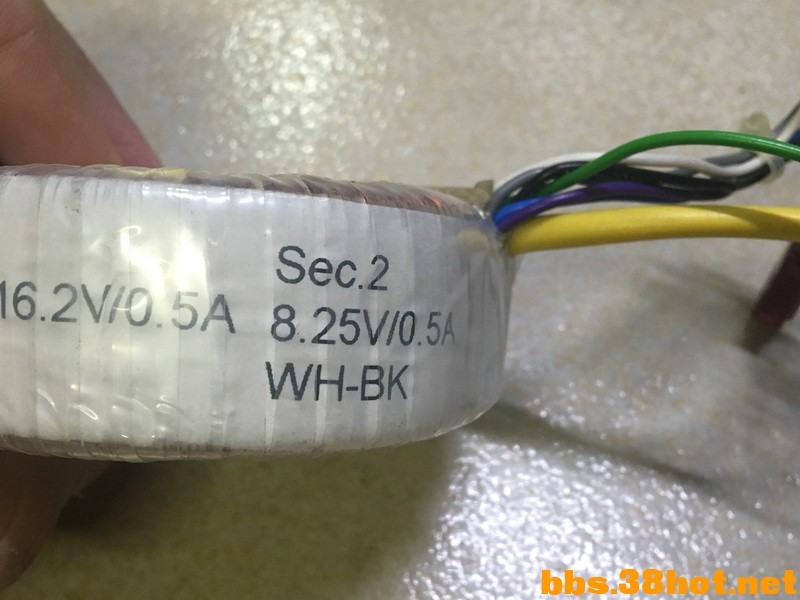 16.2V/0.5A
Sec.2
8.25V/0.5A
WH-BK
bbs.38hot.net